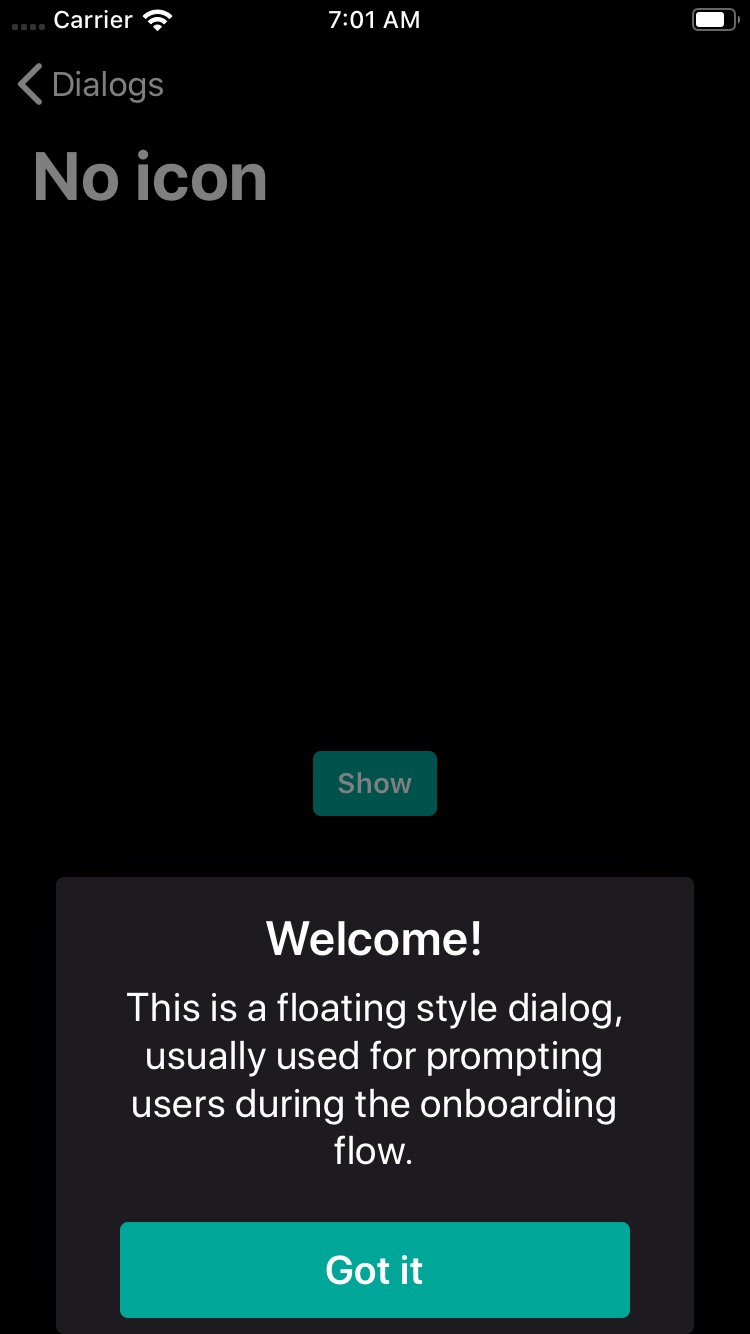 Carrier 7:01 AM
Dialogs
No icon
Show
Welcome!
This is a floating style dialog,
usually used for prompting
users during the onboarding
flow.
Got it